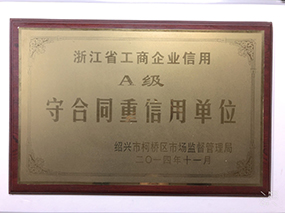 浙江省工商企业信用
A级
守合同重信用单位
绍兴市柯桥区市场监督管理局
二〇一四年十一月